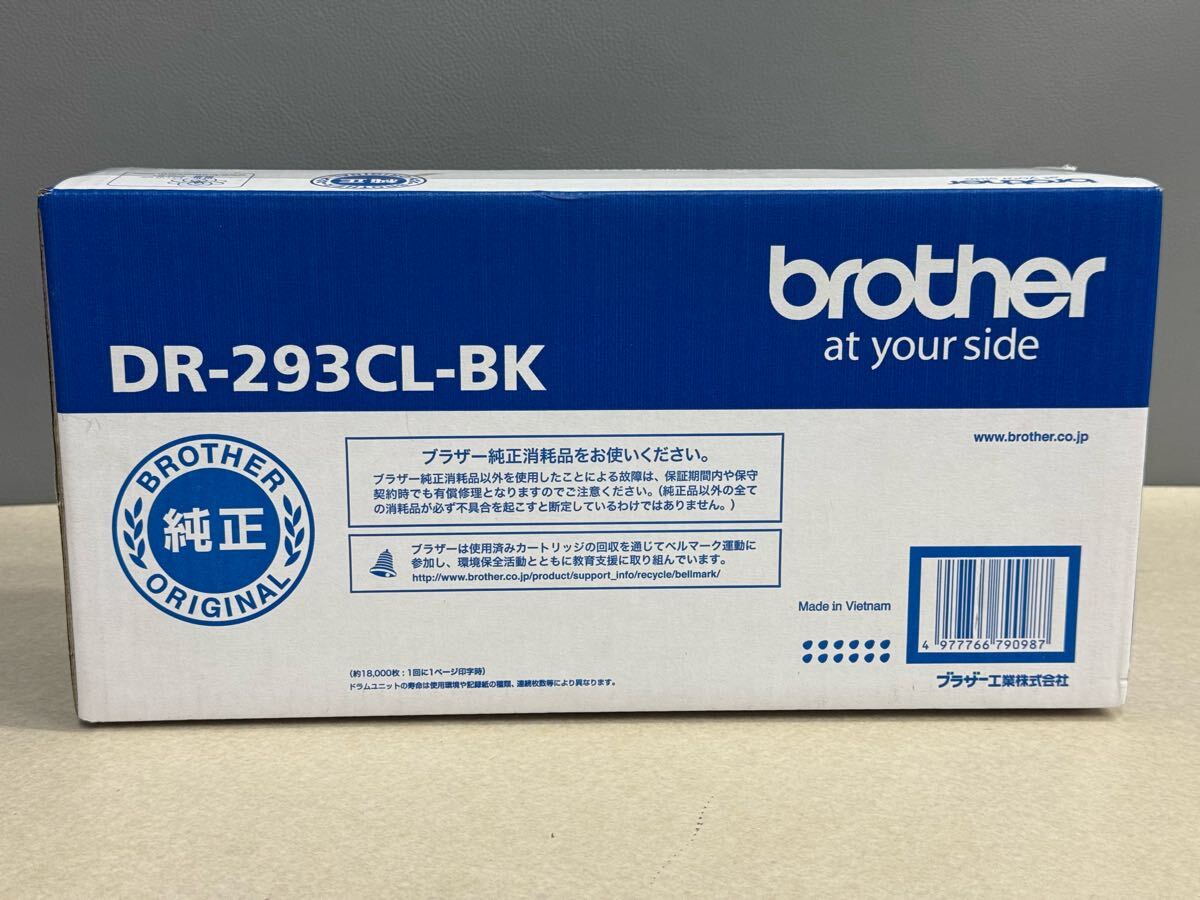 純正
brother
brother
at your side
DR-293CL-BK
www.brother.co.jp
BROTHER
純正
ORIGINAL
ブラザー純正消耗品をお使いください。
ブラザー純正消耗品以外を使用したことによる故障は、保証期間内や保守
契約時でも有償修理となりますのでご注意ください。(純正品以外の全て
の消耗品が必ず不具合を起こすと断定しているわけではありません。)
ブラザーは使用済みカートリッジの回収を通じてベルマーク運動に
参加し、環境保全活動とともに教育支援に取り組んでいます。
http://www.brother.co.jp/product/support_info/recycle/bellmark/
Made in Vietnam
4 977766 790987
ブラザー工業株式会社
(約18,000枚:1回に1ページ印字時)
ドラムユニットの寿命は使用環境や記録紙の種類、連続枚数等により異なります。